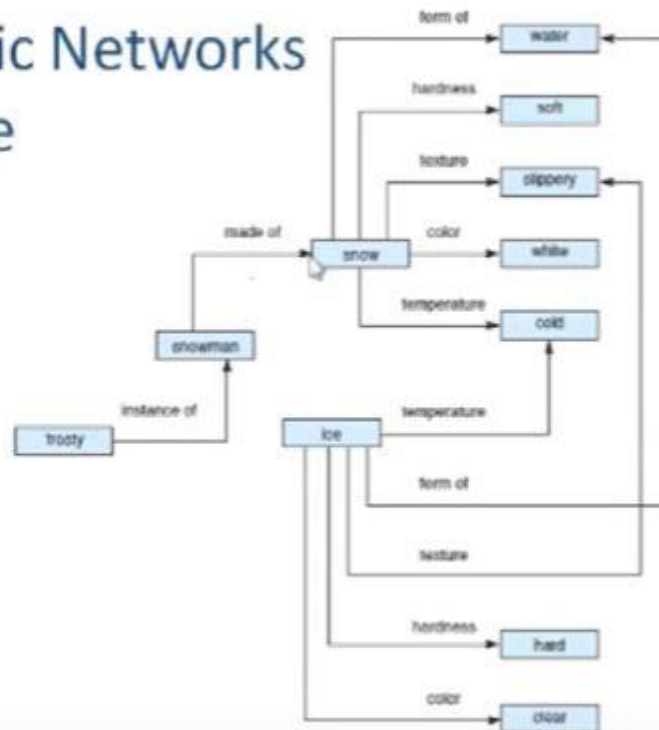 ic Networks
e
form of
water
hardness
soft
texture
slippery
made of
snow
color
white
temperature
cold
snowman
instance of
frosty
ice
temperature
form of
texture
hardness
hard
color
clear